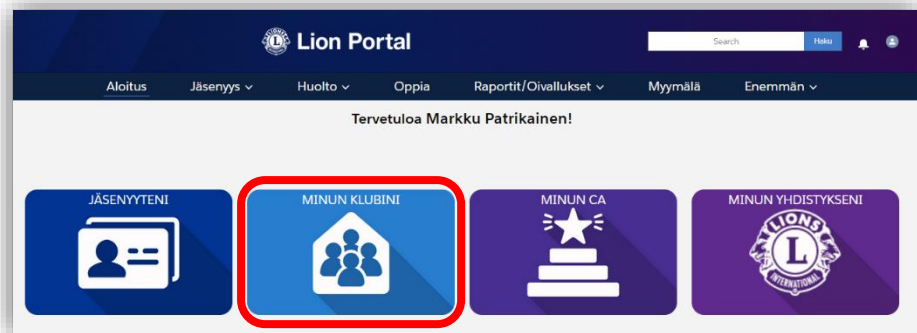 Lion Portal
Search
Haku
Aloitus
Jäsenyys
Huolto
Oppia
Raportit/Oivallukset
Myymälä
Enemmän
Tervetuloa Markku Patrikainen!
JÄSENYYTENI
MINUN KLUBINI
MINUN CA
MINUN YHDISTYKSENI
LIONS
L
INTERNATIONAL